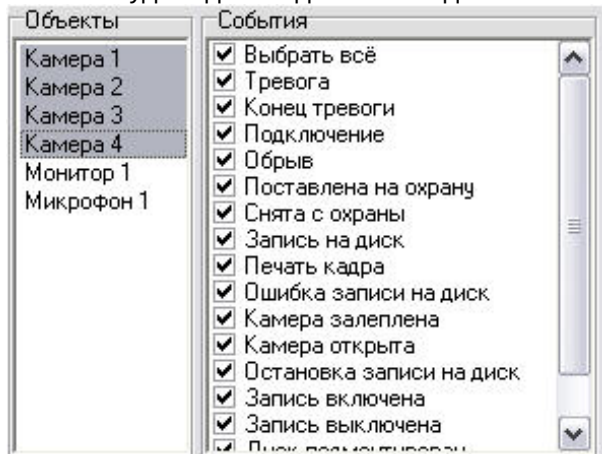 Объекты
Камера 1
Камера 2
Камера 3
Камера 4
Монитор 1
Микрофон 1
События
Выбрать всё
Тревога
Конец тревоги
Подключение
Обрыв
Поставлена на охрану
Снята с охраны
Запись на диск
Печать кадра
Ошибка записи на диск
Камера залеплена
Камера открыта
Остановка записи на диск
Запись включена
Запись выключена